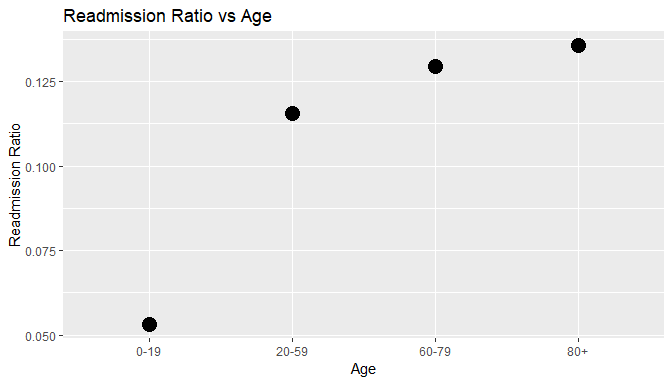 Readmission Ratio vs Age
Readmission Ratio
0.125
0.100
0.075
0.050
0-19 20-59 60-79 80+
Age